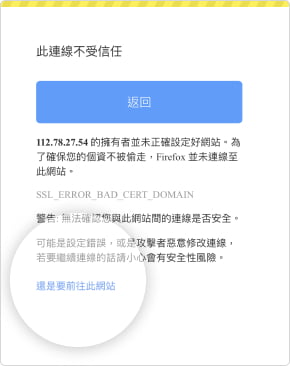 此連線不受信任
返回
112.78.27.54 的擁有者並未正確設定好網站。為
了確保您的個資不被偷走，Firefox 並未連線至
此網站。
SSL_ERROR_BAD_CERT_DOMAIN
警告: 無法確認您與此網站間的連線是否安全。
可能是設定錯誤，或是攻擊者惡意修改連線，
若要繼續連線的話請小心會有安全性風險。
還是要前往此網站